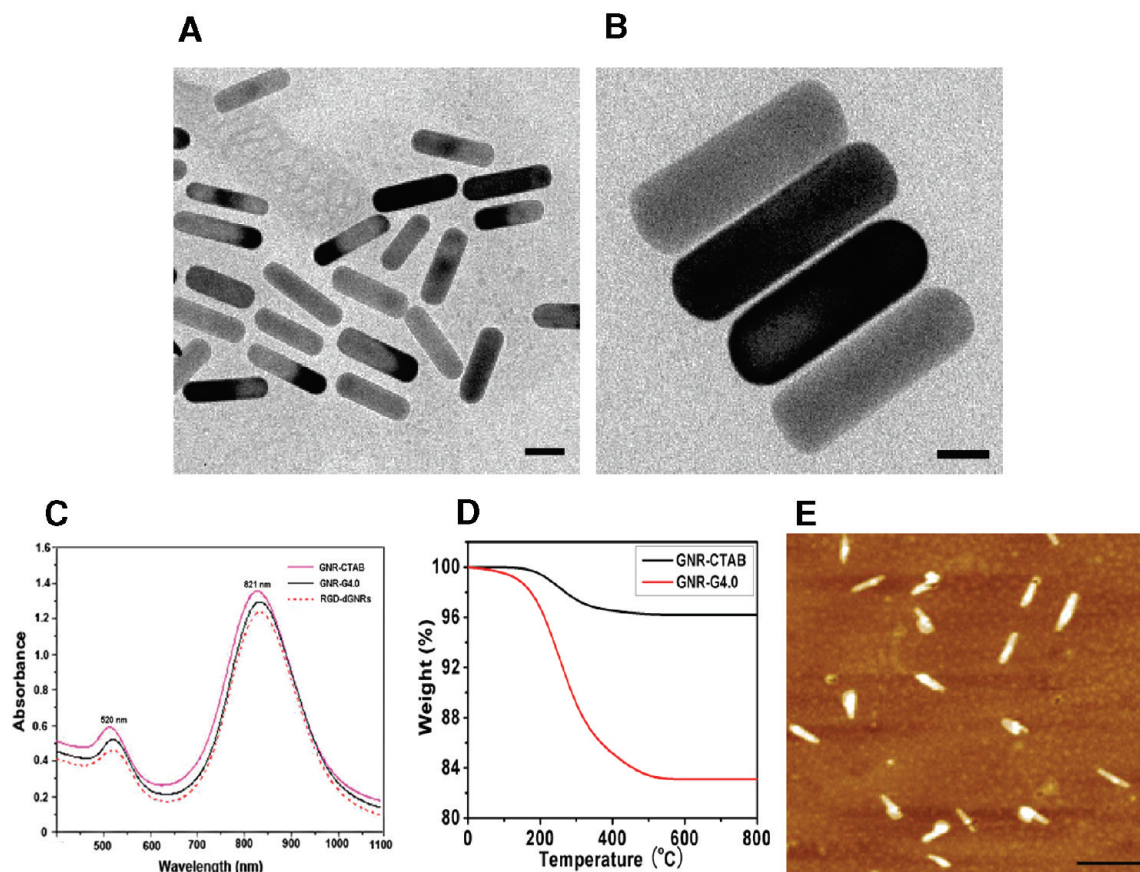 A
B
C
1.6
1.4
1.2
1.0
0.8
0.6
0.4
0.2
0
Absorbance
821 nm
520 nm
GNR-CTAB
GNR-G4.0
RGD-dGNRs
500
600
700
800
900
1000
1100
Wavelength (nm)
D
100
96
92
88
84
80
Weight (%)
GNR-CTAB
GNR-G4.0
0
200
400
600
800
Temperature (°C)
E